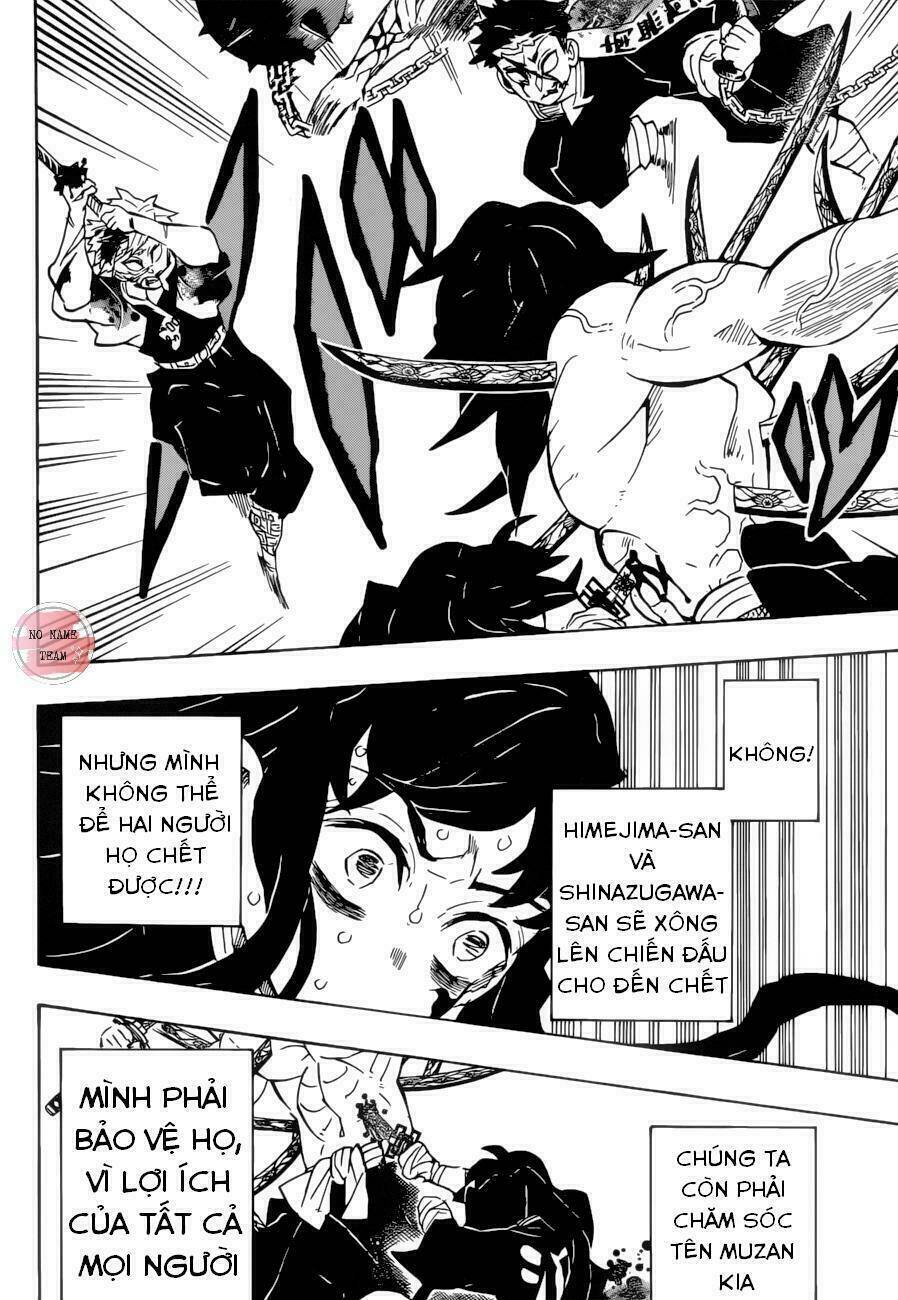 NO NAME
TEAM
KHÔNG!
HIMEJIMA-SAN
VÀ
SHINAZUGAWA-
SAN SẼ XÔNG
LÊN CHIẾN ĐẤU
CHO ĐẾN CHẾT
NHƯNG MÌNH
KHÔNG THỂ
ĐỂ HAI NGƯỜI
HỌ CHẾT
ĐƯỢC!!!
CHÚNG TA
CÒN PHẢI
CHĂM SÓC
TÊN MUZAN
KIA
MÌNH PHẢI
BẢO VỆ HỌ,
VÌ LỢI ÍCH
CỦA TẤT CẢ
MỌI NGƯỜI